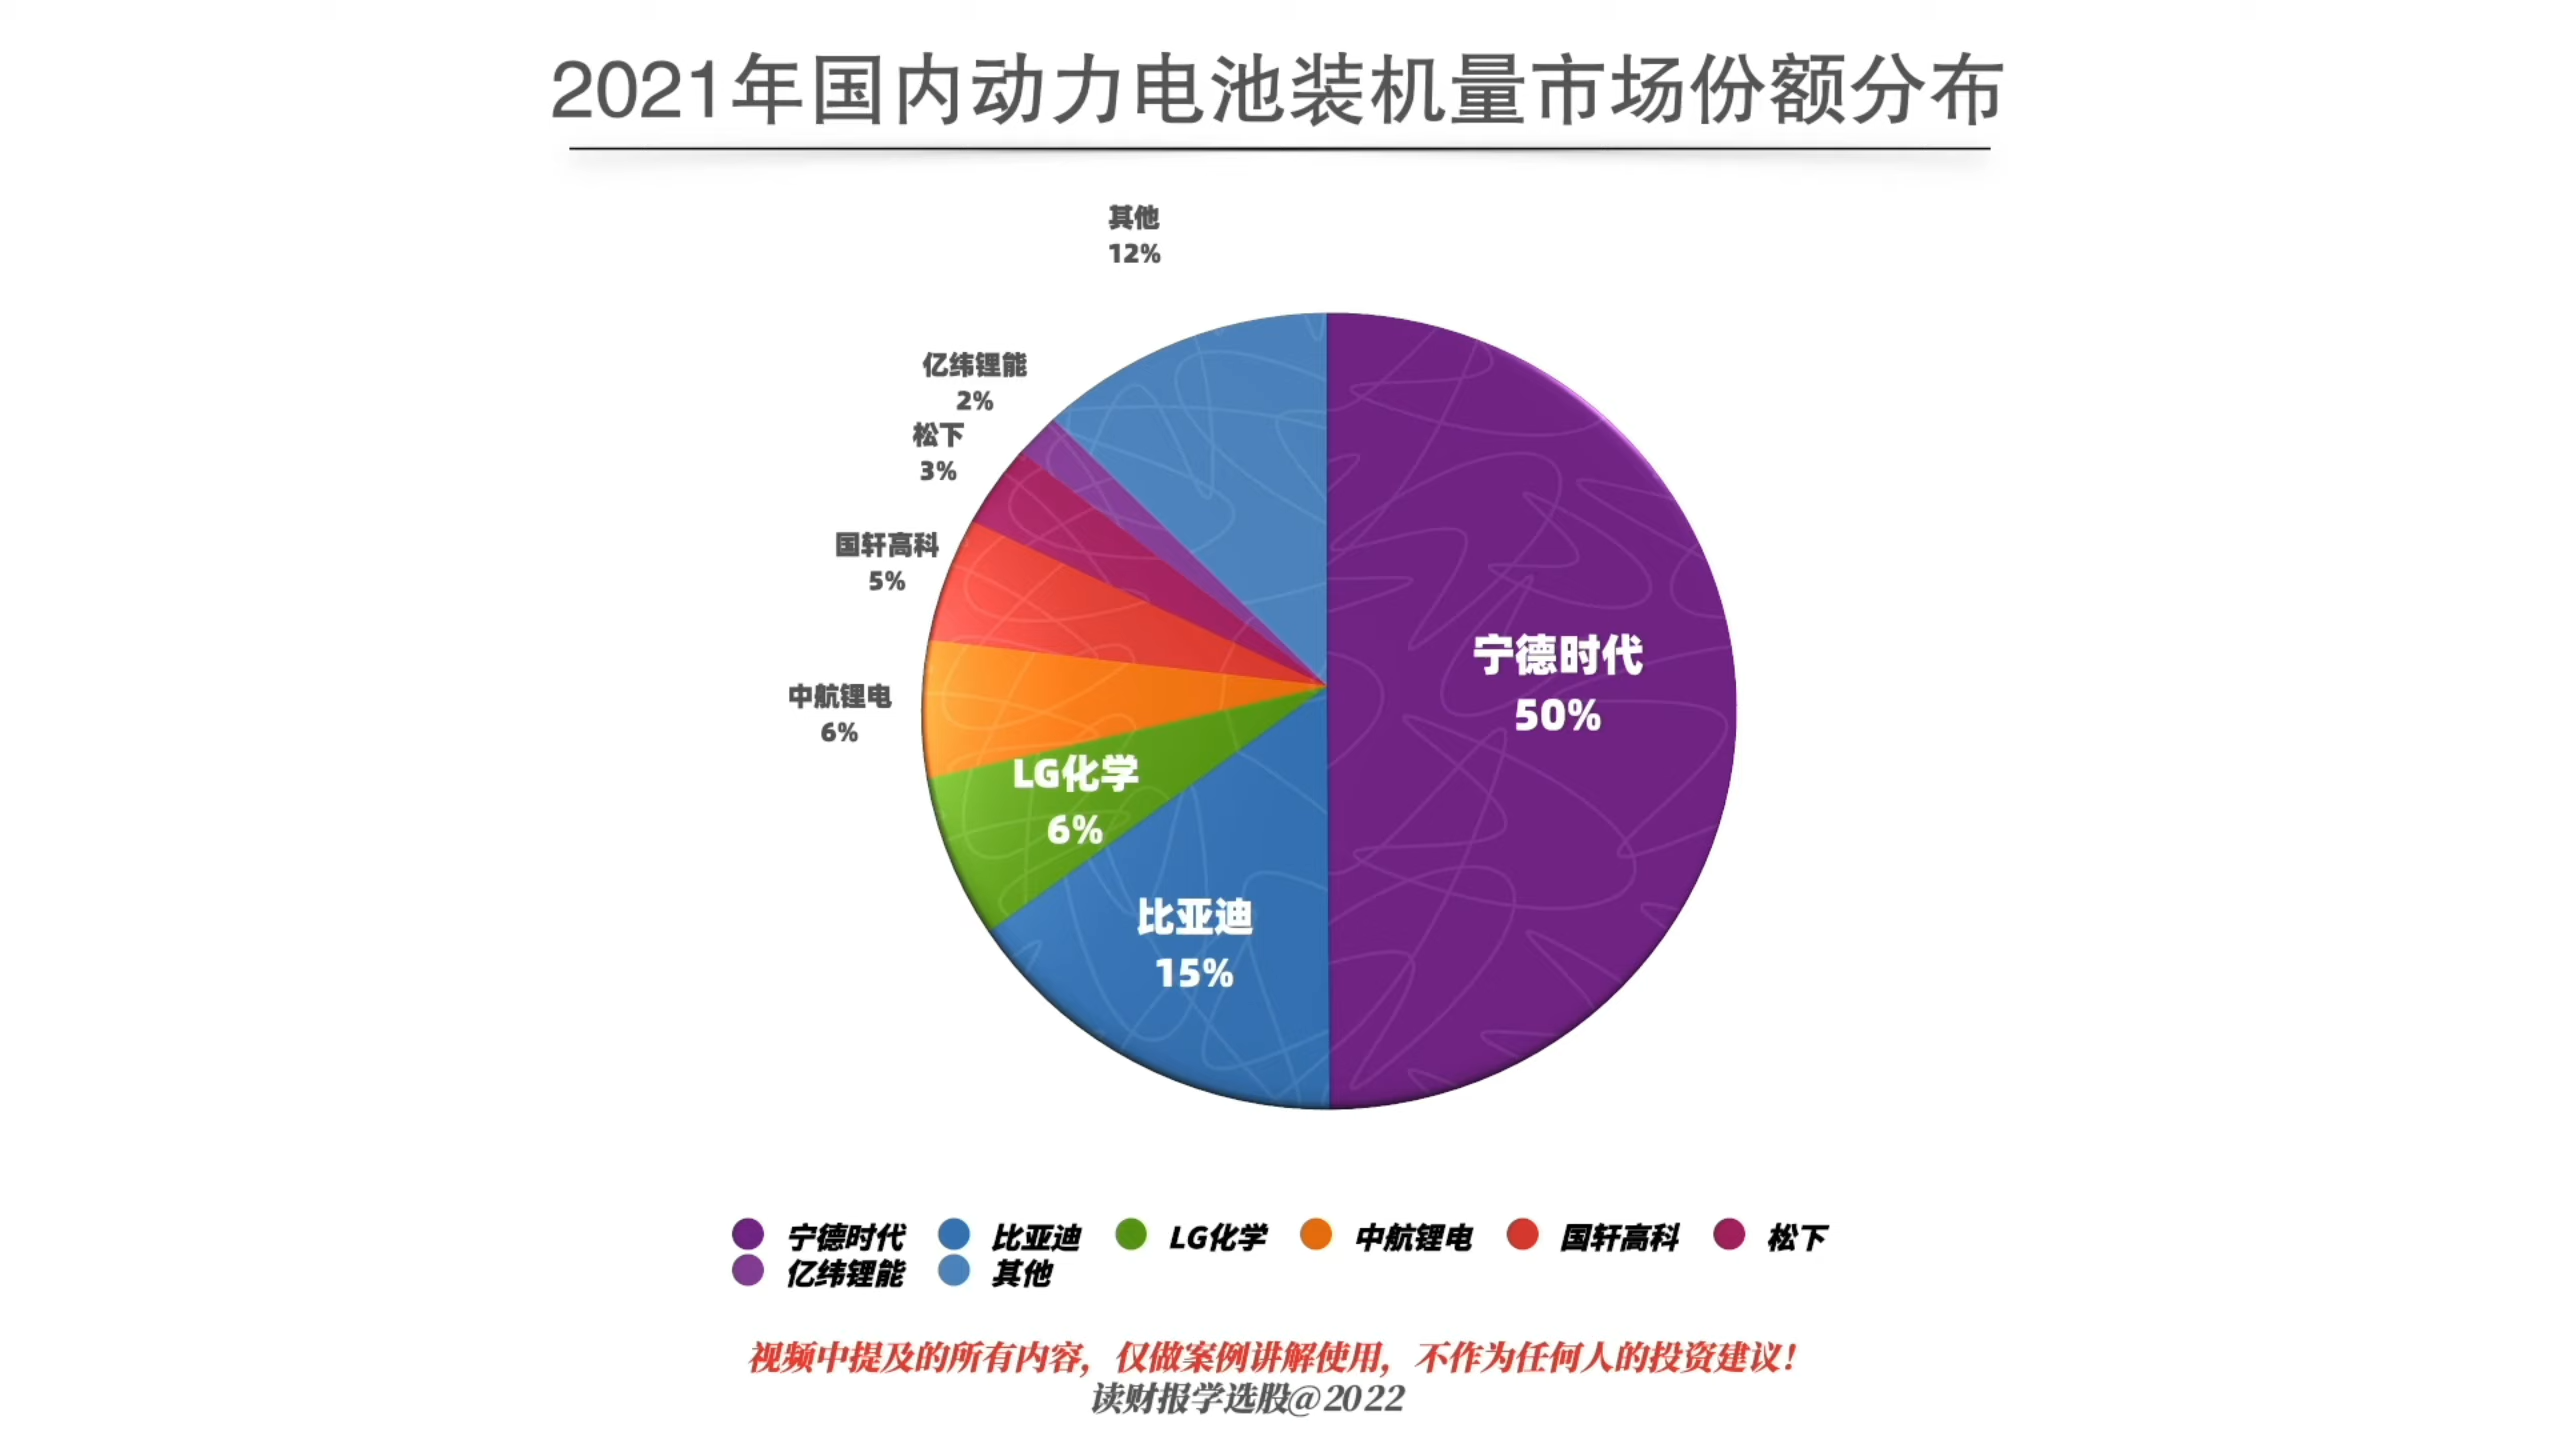 2021年国内动力电池装机量市场份额分布
其他
12%
亿纬锂能
2%
松下
3%
国轩高科
5%
中航锂电
6%
LG化学
6%
比亚迪
15%
宁德时代
50%
宁德时代 比亚迪 LG化学 中航锂电 国轩高科 松下
亿纬锂能 其他
视频中提及的所有内容，仅做案例讲解使用，不作为任何人的投资建议！
读财报学选股@2022